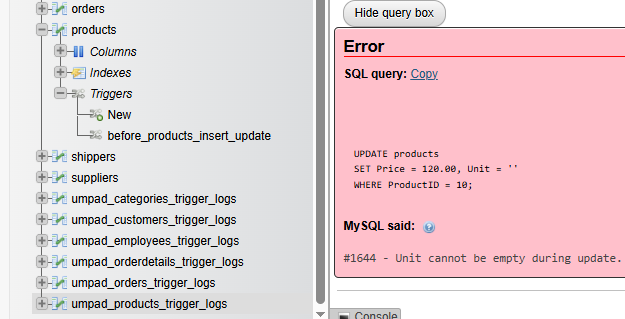 orders
products
Columns
Indexes
Triggers
New
before_products_insert_update
shippers
suppliers
umpad_categories_trigger_logs
umpad_customers_trigger_logs
umpad_employees_trigger_logs
umpad_orderdetails_trigger_logs
umpad_orders_trigger_logs
umpad_products_trigger_logs
Hide query box
Error
SQL query: Copy
UPDATE products
SET Price = 120.00, Unit = ''
WHERE ProductID = 10;
MySQL said:
#1644 - Unit cannot be empty during update.
Console